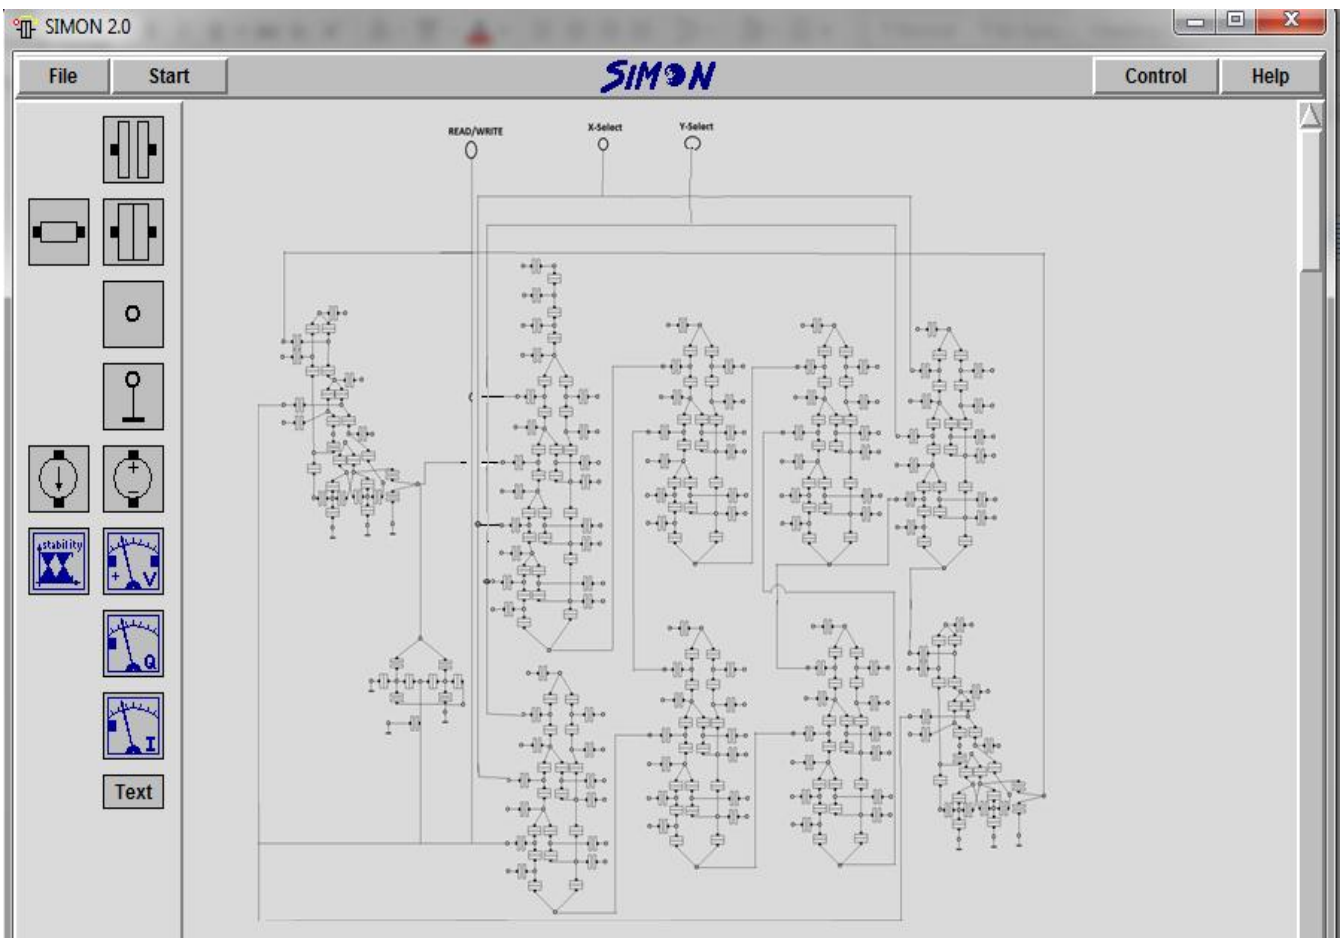 SIMON 2.0
File Start SIMON Control Help
READ/WRITE X-Select Y-Select
+
-
stability
+ V
Q
I
Text